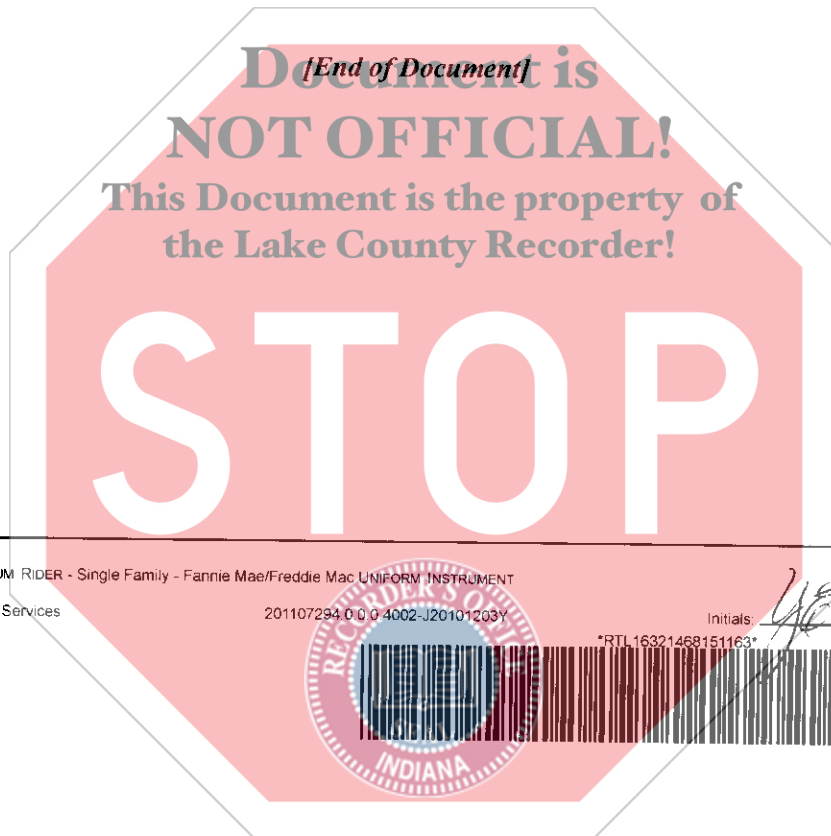 Document is
[End of Document]
NOT OFFICIAL!
This Document is the property of
the Lake County Recorder!
STOP
UM RIDER - Single Family - Fannie Mae/Freddie Mac UNIFORM INSTRUMENT
Services
201107294.0.0.0.4002-J20101203Y
Initials:
*RTL16321468151163*
RECORDER'S OFFICE
SEAL
INDIANA